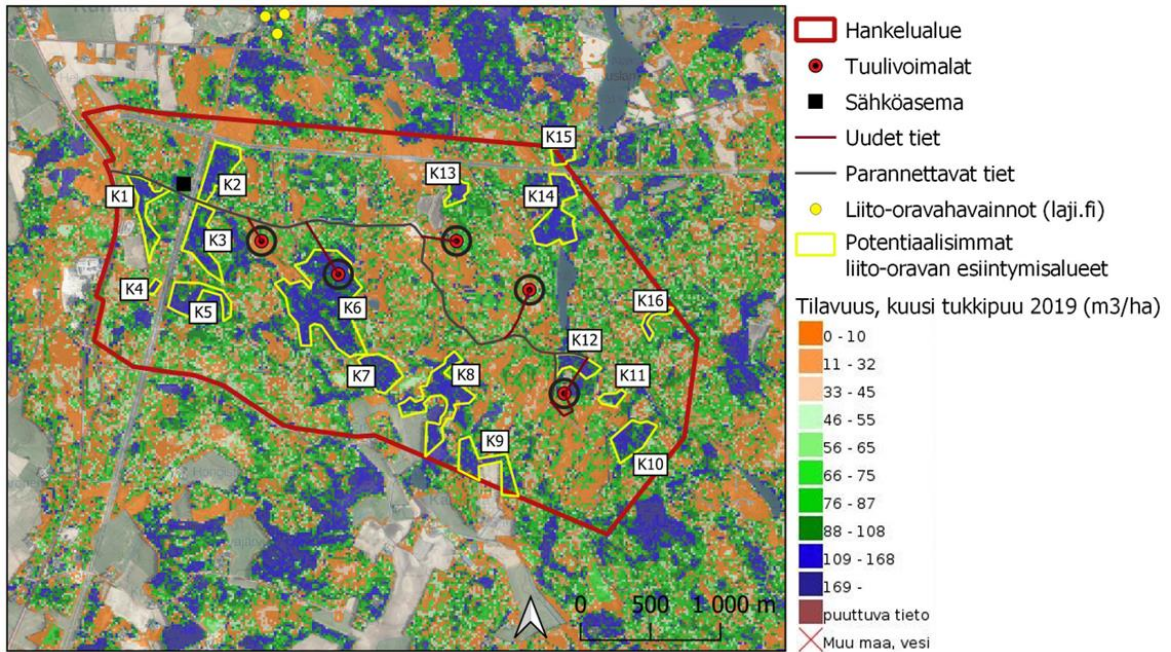 K15
K13
K2
K1
K14
K3
K4
K16
K5
K6
K12
K7
K8
K11
K9
K10
0 500 1 000 m
Hankelualue
Tuulivoimalat
Sähköasema
Uudet tiet
Parannettavat tiet
Liito-oravahavainnot (laji.fi)
Potentiaalisimmat
liito-oravan esiintymisalueet
Tilavuus, kuusi tukkipuu 2019 (m3/ha)
0 - 10
11 - 32
33 - 45
46 - 55
56 - 65
66 - 75
76 - 87
88 - 108
109 - 168
169 -
puuttuva tieto
Muu maa, vesi